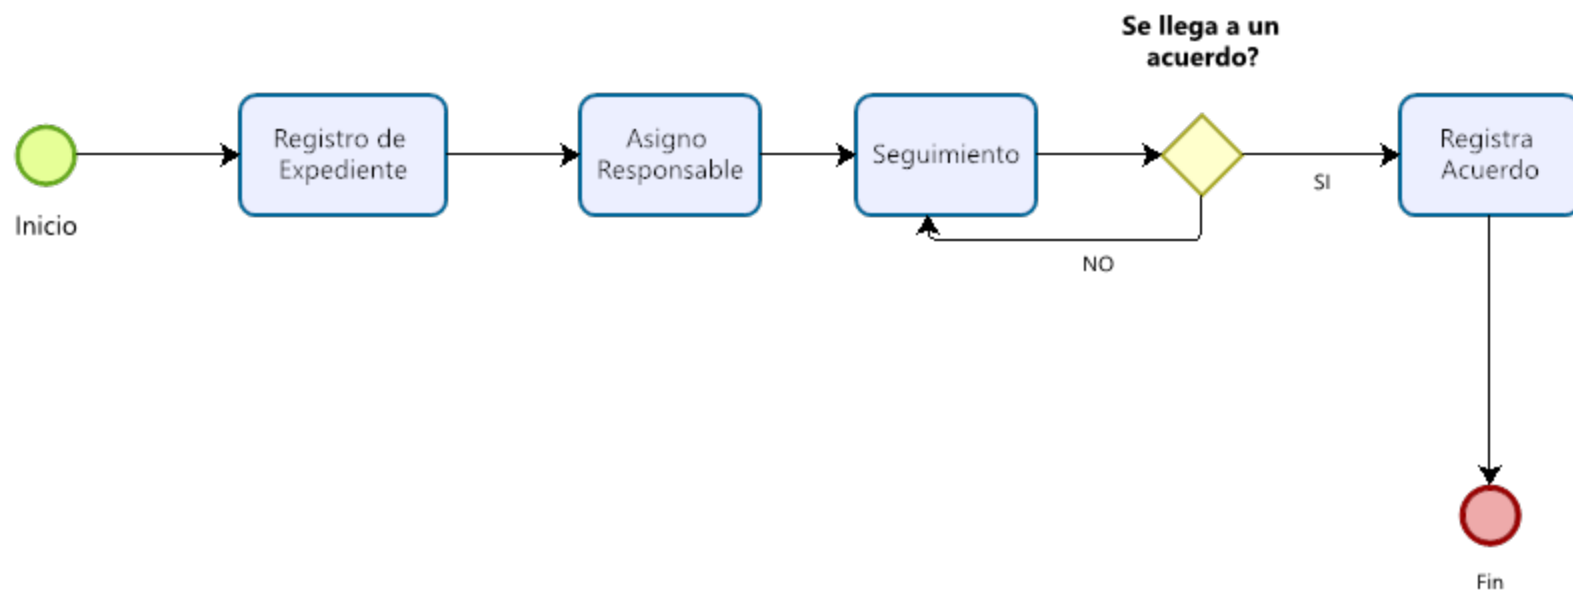 Se llega a un
acuerdo?
Registro de
Expediente
Asigno
Responsable
Seguimiento
Registra
Acuerdo
SI
Inicio
NO
Fin